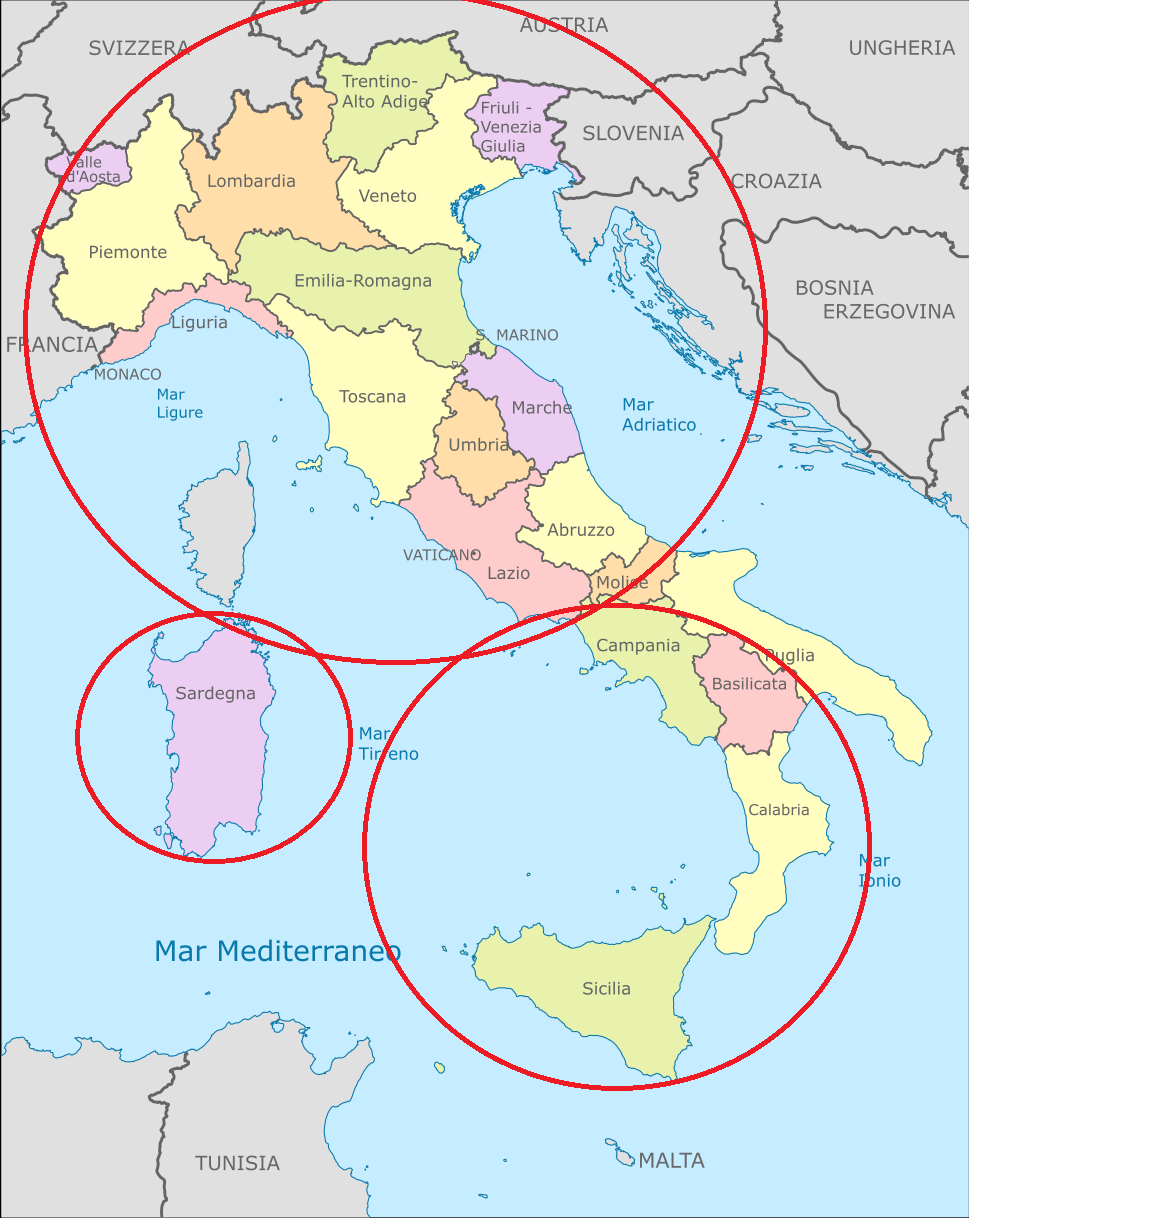 AUSTRIA
SVIZZERA
UNGHERIA
Trentino-
Alto Adige
Friuli -
Venezia
Giulia
SLOVENIA
Valle
d'Aosta
Lombardia
CROAZIA
Veneto
Piemonte
Emilia-Romagna
BOSNIA
ERZEGOVINA
Liguria
S. MARINO
FRANCIA
MONACO
Mar
Ligure
Toscana
Marche
Mar
Adriatico
Umbria
Abruzzo
VATICANO
Lazio
Molise
Campania
Puglia
Basilicata
Sardegna
Mar
Tirreno
Calabria
Mar
Ionio
Mar Mediterraneo
Sicilia
TUNISIA
MALTA